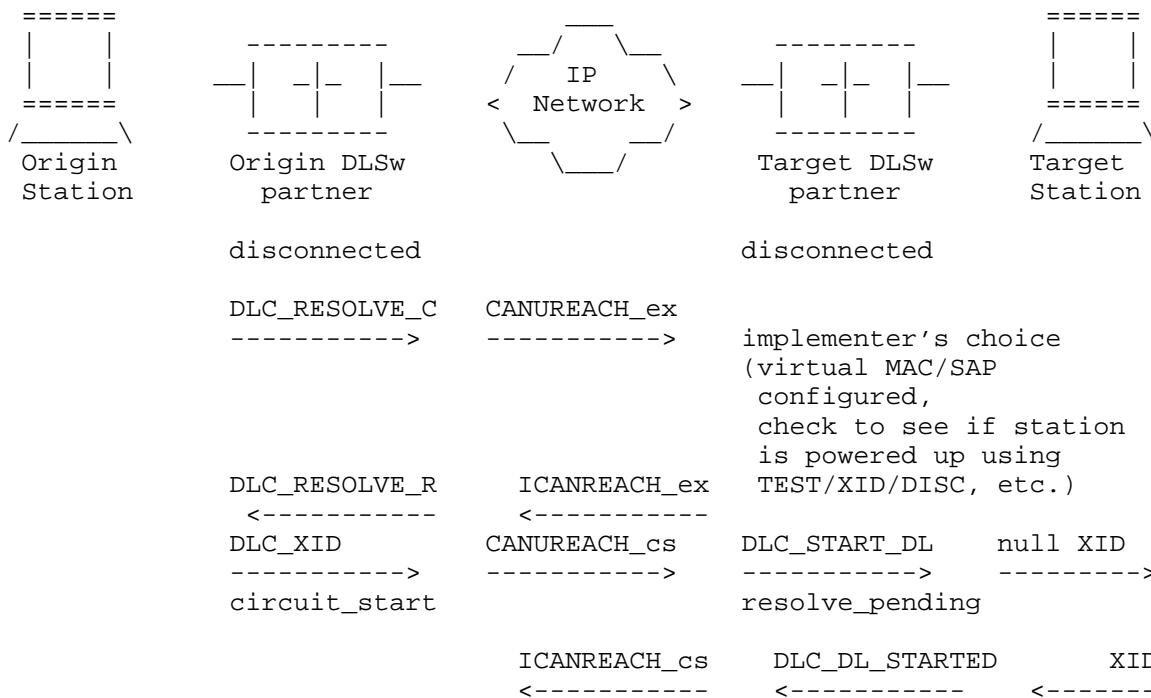 IP
Network
Origin Origin DLSw Target DLSw Target
Station partner partner Station
disconnected disconnected
DLC_RESOLVE_C CANUREACH_ex
implementer's choice
(virtual MAC/SAP
configured,
check to see if station
is powered up using
DLC_RESOLVE_R ICANREACH_ex TEST/XID/DISC, etc.)
DLC_XID CANUREACH_cs DLC_START_DL null XID
circuit_start resolve_pending
ICANREACH_cs DLC_DL_STARTED XID